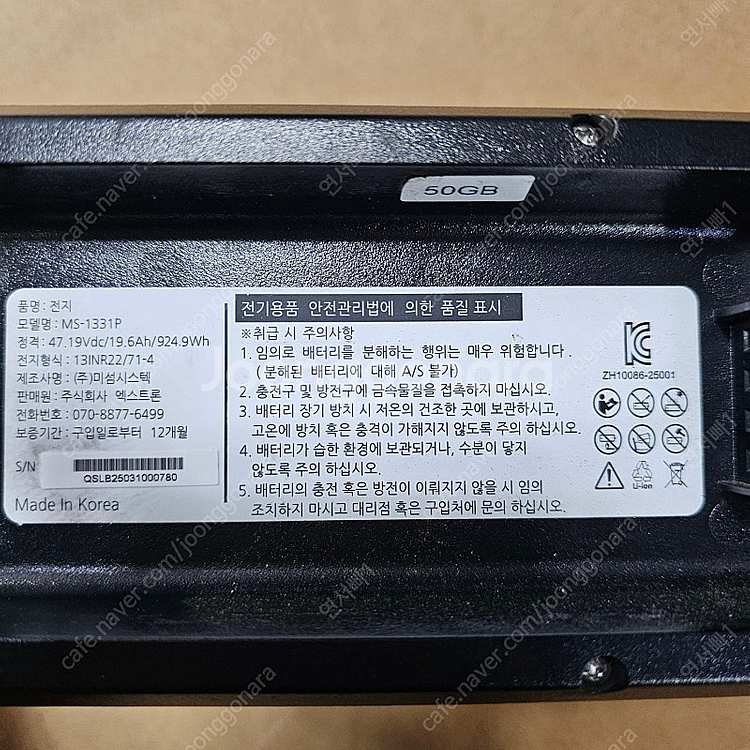 50GB
품명 : 전지
모델명 : MS-1331P
정격 : 47.19Vdc/19.6Ah/924.9Wh
전지형식 : 13INR22/71-4
제조사명 : (주)미섬시스텍
판매원 : 주식회사 엑스트론
전화번호 : 070-8877-6499
보증기간 : 구입일로부터 12개월
S/N
QSLB25031000780
Made In Korea
전기용품 안전관리법에 의한 품질 표시
※취급 시 주의사항
1. 임의로 배터리를 분해하는 행위는 매우 위험합니다.
(분해된 배터리에 대해 A/S 불가)
2. 충전구 및 방전구에 금속물질을 접촉하지 마십시오.
3. 배터리 장기 방치 시 저온의 건조한 곳에 보관하시고,
고온에 방치 혹은 충격이 가해지지 않도록 주의 하십시오.
4. 배터리가 습한 환경에 보관되거나, 수분이 닿지
않도록 주의 하십시오.
5. 배터리의 충전 혹은 방전이 이뤄지지 않을 시 임의
조치하지 마시고 대리점 혹은 구입처에 문의 하십시오.
ZH10086-25001
Li-ion
Joonggonara
cafe.naver.com/joonggonara
연서빠-1